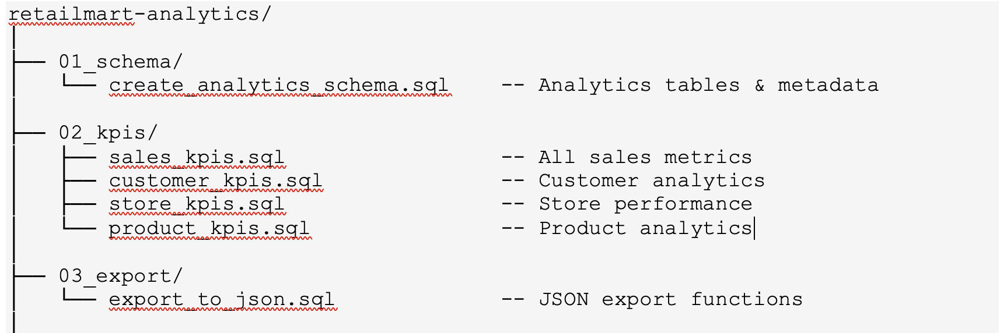 retailmart-analytics/
│
├── 01_schema/
│   └── create_analytics_schema.sql    -- Analytics tables & metadata
│
├── 02_kpis/
│   ├── sales_kpis.sql                 -- All sales metrics
│   ├── customer_kpis.sql              -- Customer analytics
│   ├── store_kpis.sql                 -- Store performance
│   └── product_kpis.sql               -- Product analytics
│
├── 03_export/
│   └── export_to_json.sql             -- JSON export functions
│